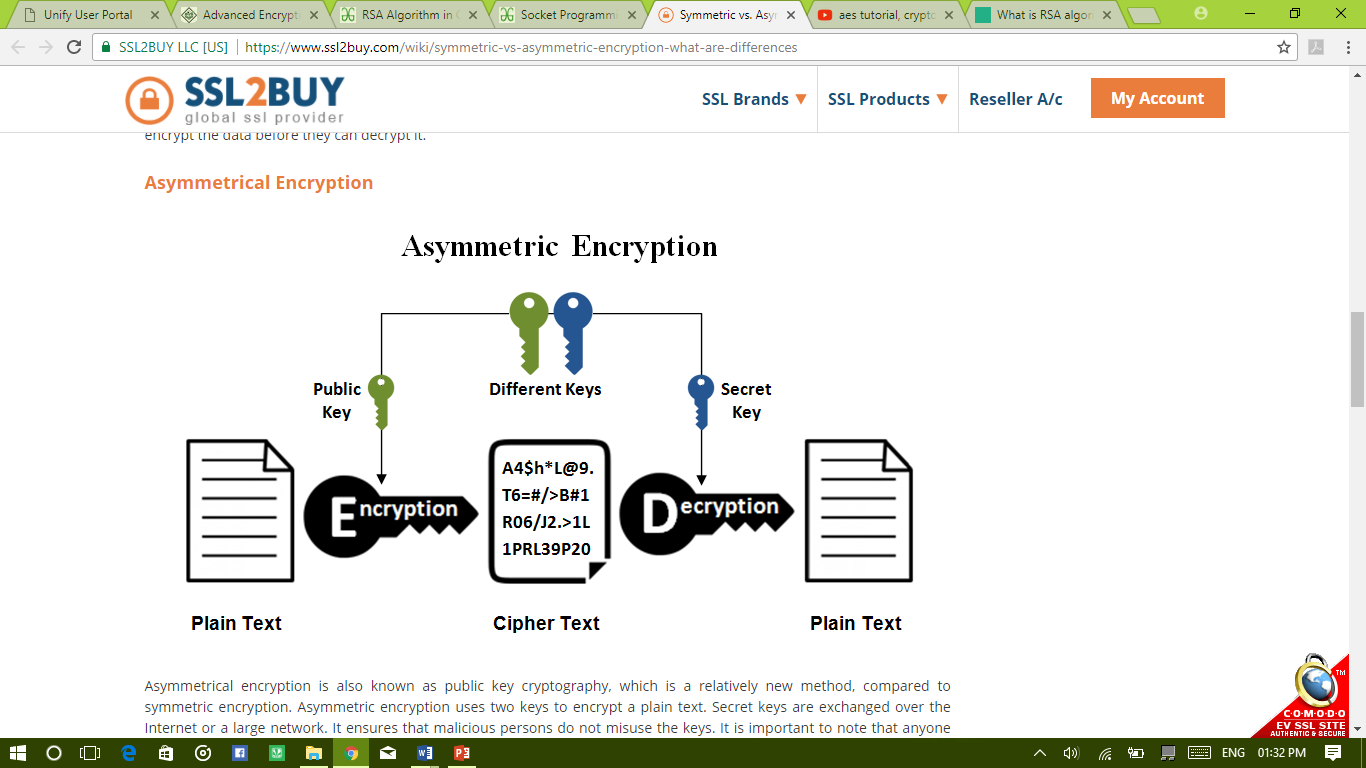 Unify User Portal
Advanced Encrypt
RSA Algorithm in C
Socket Programmi
Symmetric vs. Asym
aes tutorial, crypto
What is RSA algori
SSL2BUY LLC [US]
https://www.ssl2buy.com/wiki/symmetric-vs-asymmetric-encryption-what-are-differences
SSL2BUY
global ssl provider
SSL Brands
SSL Products
Reseller A/c
My Account
encrypt the data before they can decrypt it.
Asymmetrical Encryption
Asymmetric Encryption
Public
Key
Different Keys
Secret
Key
Encryption
A4$h*L@9.
T6=#/>B#1
R06/J2.>1L
1PRL39P20
Decryption
Plain Text
Cipher Text
Plain Text
Asymmetrical encryption is also known as public key cryptography, which is a relatively new method, compared to
symmetric encryption. Asymmetric encryption uses two keys to encrypt a plain text. Secret keys are exchanged over the
Internet or a large network. It ensures that malicious persons do not misuse the keys. It is important to note that anyone
TM
C·O·M·O·D·O
EV SSL SITE
AUTHENTIC & SECURE
ENG
01:32 PM